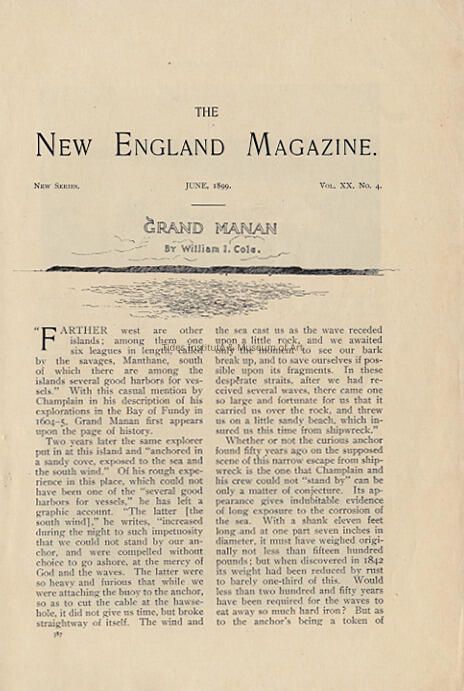 THE
NEW ENGLAND MAGAZINE.
NEW SERIES. JUNE, 1899. VOL. XX. NO. 4.
GRAND MANAN
By William I. Cole.
"FARTHER west are other
islands; among them one
six leagues in length, called
by the savages, Manthane, south
of which there are among the
islands several good harbors for ves-
sels." With this casual mention by
Champlain in his description of his
explorations in the Bay of Fundy in
1604-5, Grand Manan first appears
upon the page of history.
Two years later the same explorer
put in at this island and "anchored in
a sandy cove, exposed to the sea and
the south wind." Of his rough expe-
rience in this place, which could not
have been one of the "several good
harbors for vessels," he has left a
graphic account. "The latter [the
south wind]," he writes, "increased
during the night to such impetuosity
that we could not stand by our an-
chor, and were compelled without
choice to go ashore, at the mercy of
God and the waves. The latter were
so heavy and furious that while we
were attaching the buoy to the anchor,
so as to cut the cable at the hawse-
hole, it did not give us time, but broke
straightway of itself. The wind and
387
the sea cast us as the wave receded
upon a little rock, and we awaited
only the moment to see our bark
break up, and to save ourselves if pos-
sible upon its fragments. In these
desperate straits, after we had re-
ceived several waves, there came one
so large and fortunate for us that it
carried us over the rock, and threw
us on a little sandy beach, which in-
sured us this time from shipwreck."
Whether or not the curious anchor
found fifty years ago on the supposed
scene of this narrow escape from ship-
wreck is the one that Champlain and
his crew could not "stand by" can be
only a matter of conjecture. Its ap-
pearance gives indubitable evidence
of long exposure to the corrosion of
the sea. With a shank eleven feet
long and at one part seven inches in
diameter, it must have weighed origi-
nally not less than fifteen hundred
pounds; but when discovered in 1842
its weight had been reduced by rust
to barely one-third of this. Would
less than two hundred and fifty years
have been required for the waves to
eat away so much hard iron? But as
to the anchor's being a token of
Tides Institute & Museum of Art